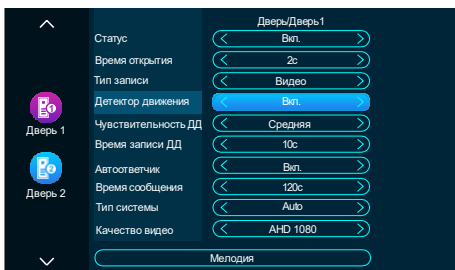 Дверь/Дверь1
Статус Вкл.
Время открытия 2с
Тип записи Видео
Детектор движения Вкл.
Чувствительность ДД Средняя
Время записи ДД 10с
Автоответчик Вкл.
Время сообщения 120с
Тип системы Auto
Качество видео AHD 1080
Мелодия
Дверь 1
Дверь 2